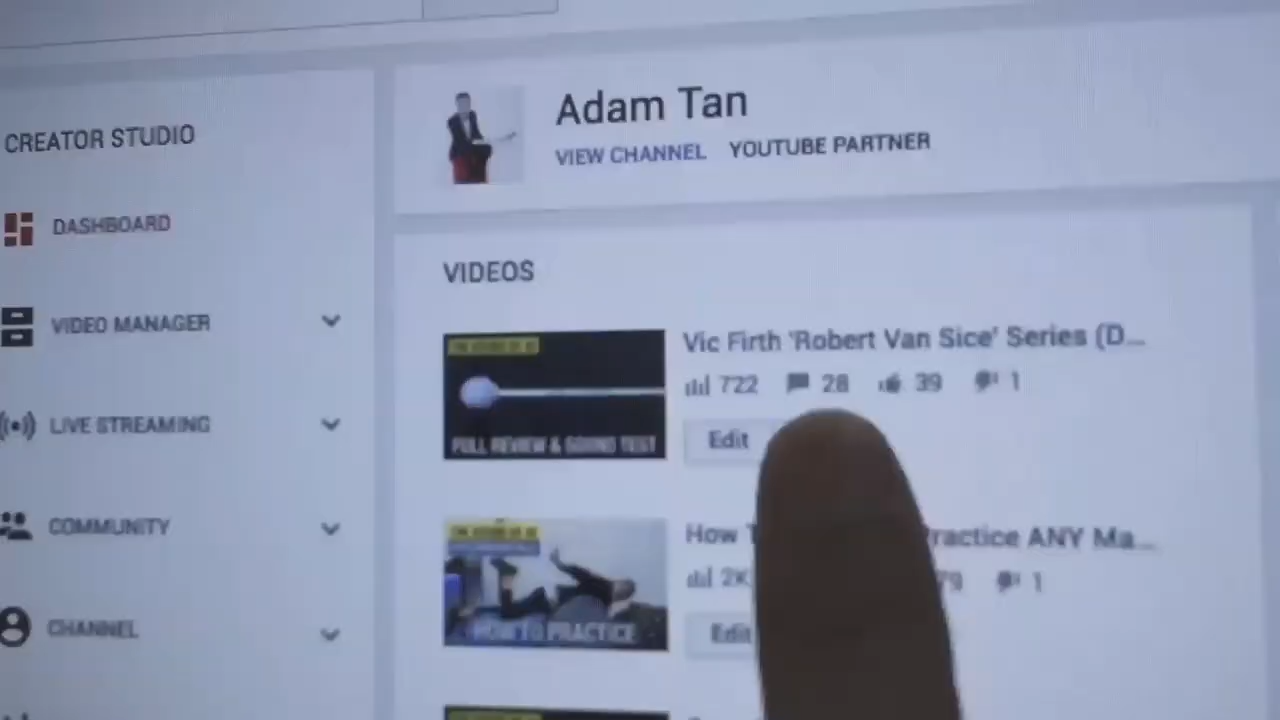 Adam Tan
VIEW CHANNEL YOUTUBE PARTNER
CREATOR STUDIO
DASHBOARD
VIDEO MANAGER
LIVE STREAMING
COMMUNITY
CHANNEL
VIDEOS
Vic Firth 'Robert Van Sice' Series (D...
722 28 39 1
FULL REVIEW & SOUND TEST
Edit
How ractice ANY Ma...
2K 79 1
HOW TO PRACTICE
Edit